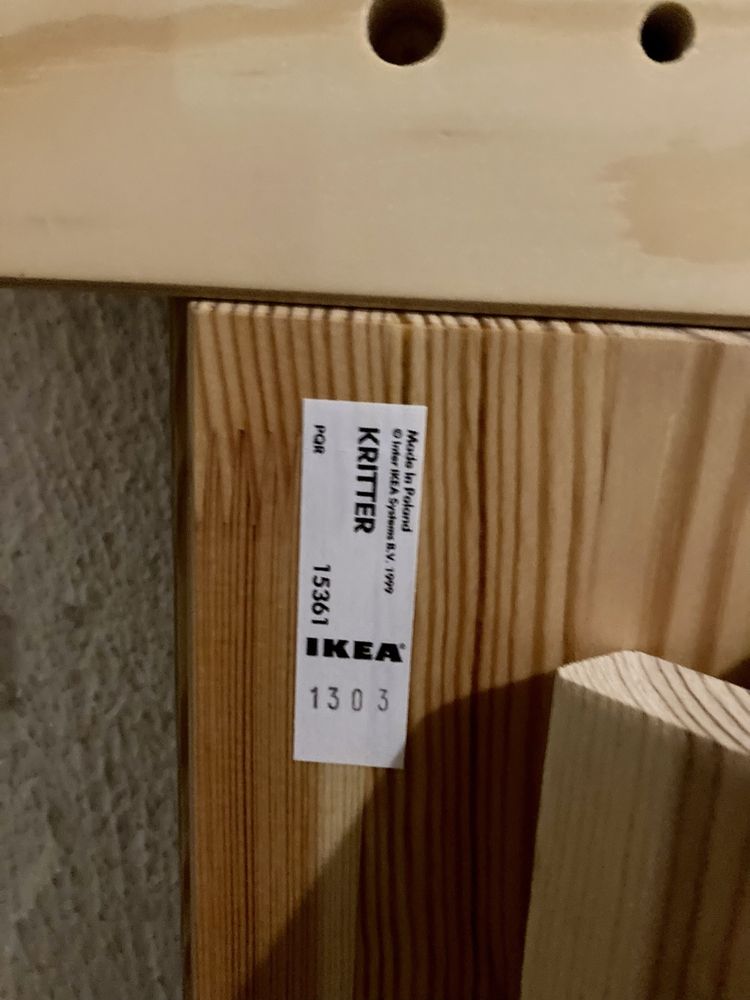 Made in Poland
© Inter IKEA Systems B.V. 1999
KRITTER
PQR 15361
IKEA®
1303